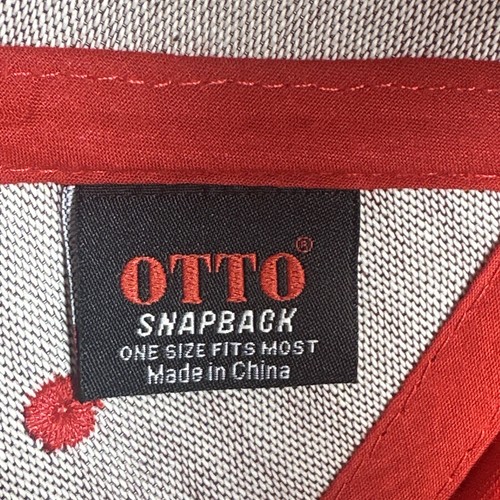 OTTO®
SNAPBACK
ONE SIZE FITS MOST
Made in China